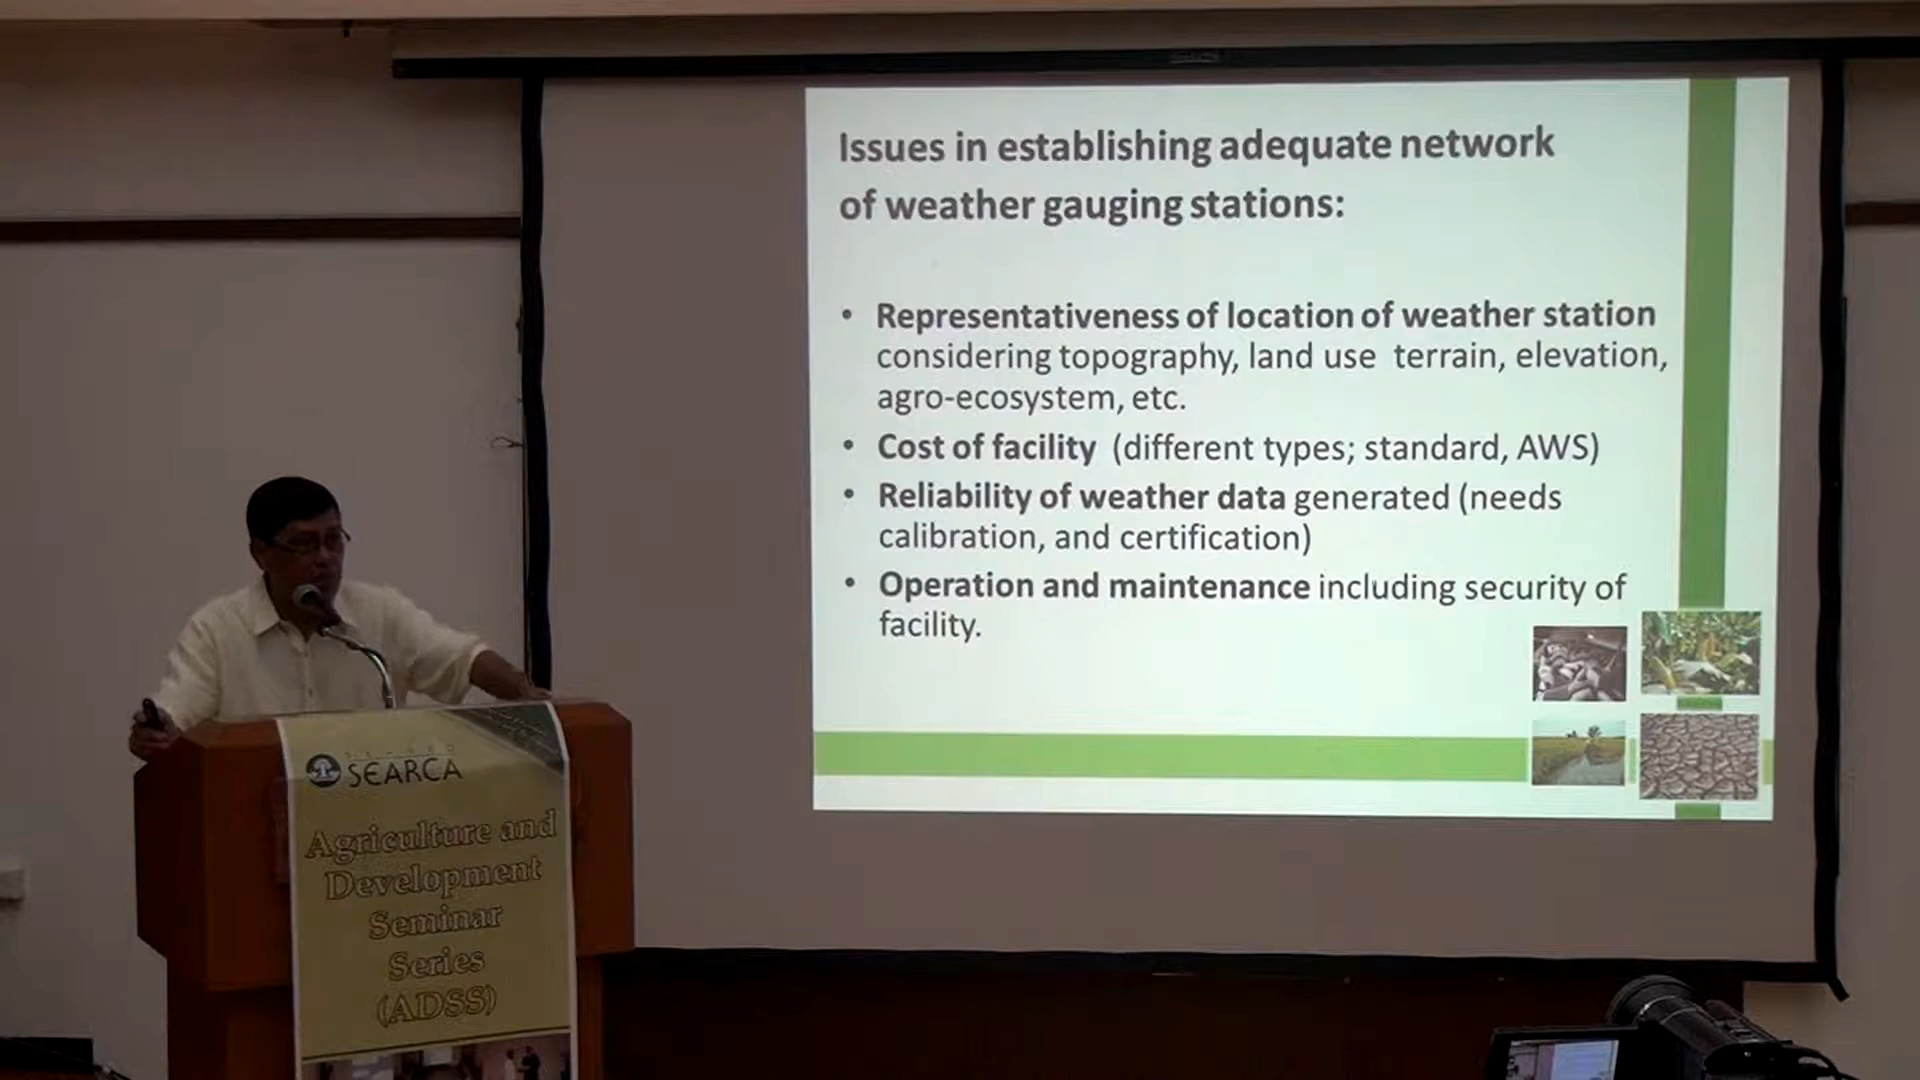 Issues in establishing adequate network
of weather gauging stations:
• Representativeness of location of weather station
considering topography, land use terrain, elevation,
agro-ecosystem, etc.
• Cost of facility (different types; standard, AWS)
• Reliability of weather data generated (needs
calibration, and certification)
• Operation and maintenance including security of
facility.
SEARCA
Agriculture and
Development
Seminar
Series
(ADSS)